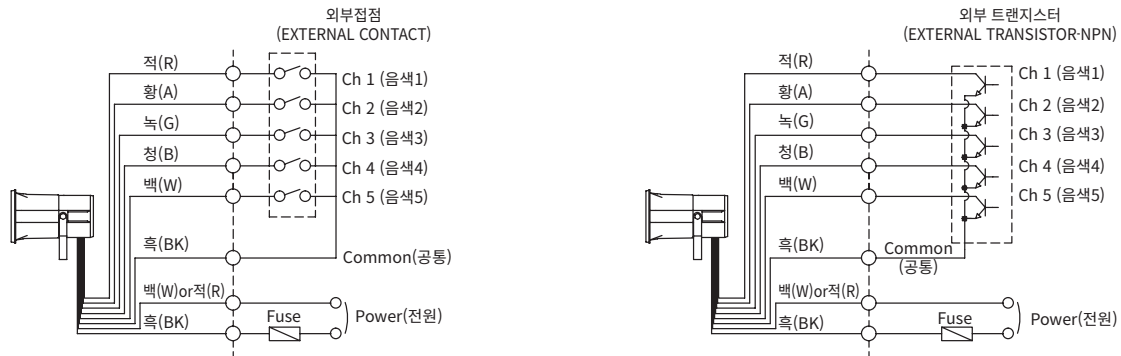 외부접점
(EXTERNAL CONTACT)
적(R)
Ch 1 (음색1)
황(A)
Ch 2 (음색2)
녹(G)
Ch 3 (음색3)
청(B)
Ch 4 (음색4)
백(W)
Ch 5 (음색5)
흑(BK)
Common(공통)
백(W)or적(R)
Fuse
Power(전원)
흑(BK)
외부 트랜지스터
(EXTERNAL TRANSISTOR-NPN)
적(R)
Ch 1 (음색1)
황(A)
Ch 2 (음색2)
녹(G)
Ch 3 (음색3)
청(B)
Ch 4 (음색4)
백(W)
Ch 5 (음색5)
흑(BK)
Common
(공통)
백(W)or적(R)
Fuse
Power(전원)
흑(BK)